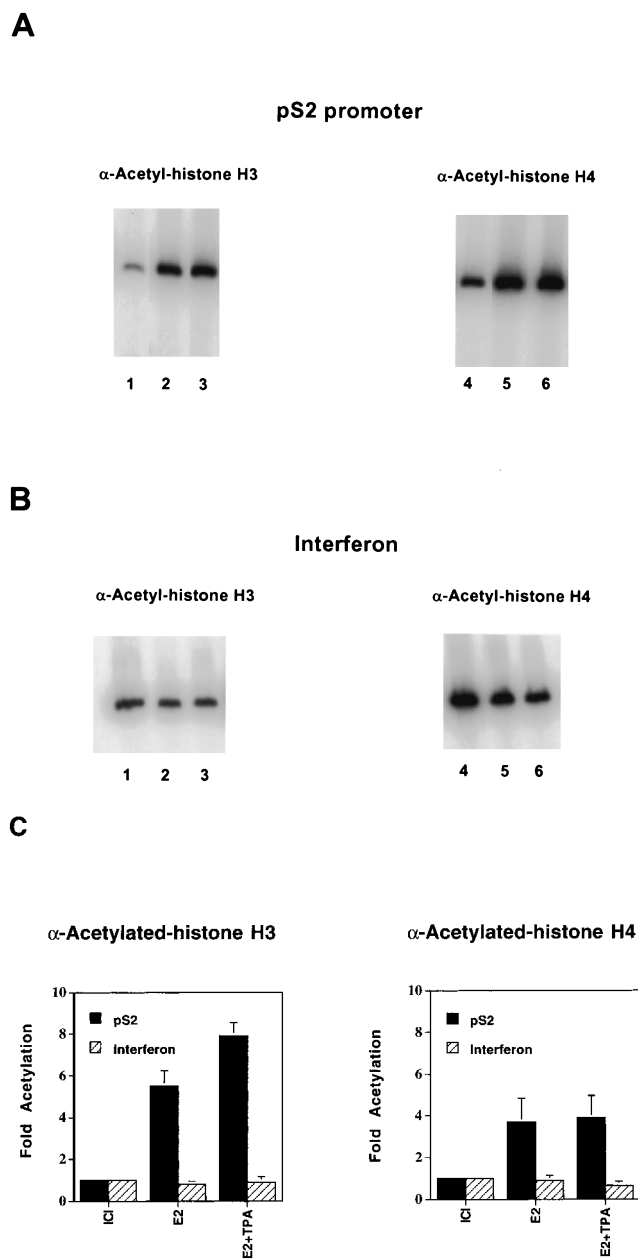 A
pS2 promoter
α-Acetyl-histone H3
α-Acetyl-histone H4
1 2 3
4 5 6
B
Interferon
α-Acetyl-histone H3
α-Acetyl-histone H4
1 2 3
4 5 6
C
α-Acetylated-histone H3
α-Acetylated-histone H4
Fold Acetylation
10
8
6
4
2
0
pS2
Interferon
ICI
E2
E2+TPA
Fold Acetylation
10
8
6
4
2
0
pS2
Interferon
ICI
E2
E2+TPA